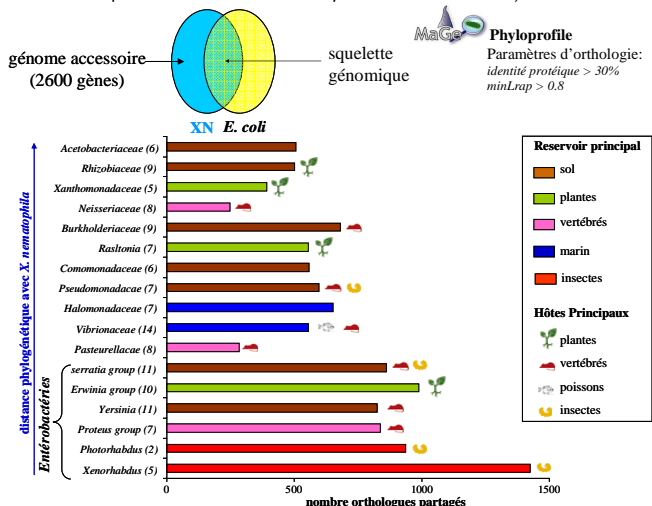 génome accessoire
(2600 gènes)
squelette
génomique
XN E. coli
MaGe
Phyloprofile
Paramètres d'orthologie:
identité protéique > 30%
minLrap > 0.8
distance phylogénétique avec X. nematophila
Entérobactéries
Acetobacteriaceae (6)
Rhizobiaceae (9)
Xanthomonadaceae (5)
Neisseriaceae (8)
Burkholderiaceae (9)
Rasltonia (7)
Comomonadaceae (6)
Pseudomonadacae (7)
Halomonadaceae (7)
Vibrionaceae (14)
Pasteurellacae (8)
serratia group (11)
Erwinia group (10)
Yersinia (11)
Proteus group (7)
Photorhabdus (2)
Xenorhabdus (5)
0 500 1000 1500
nombre orthologues partagés
Reservoir principal
sol
plantes
vertébrés
marin
insectes
Hôtes Principaux
plantes
vertébrés
poissons
insectes